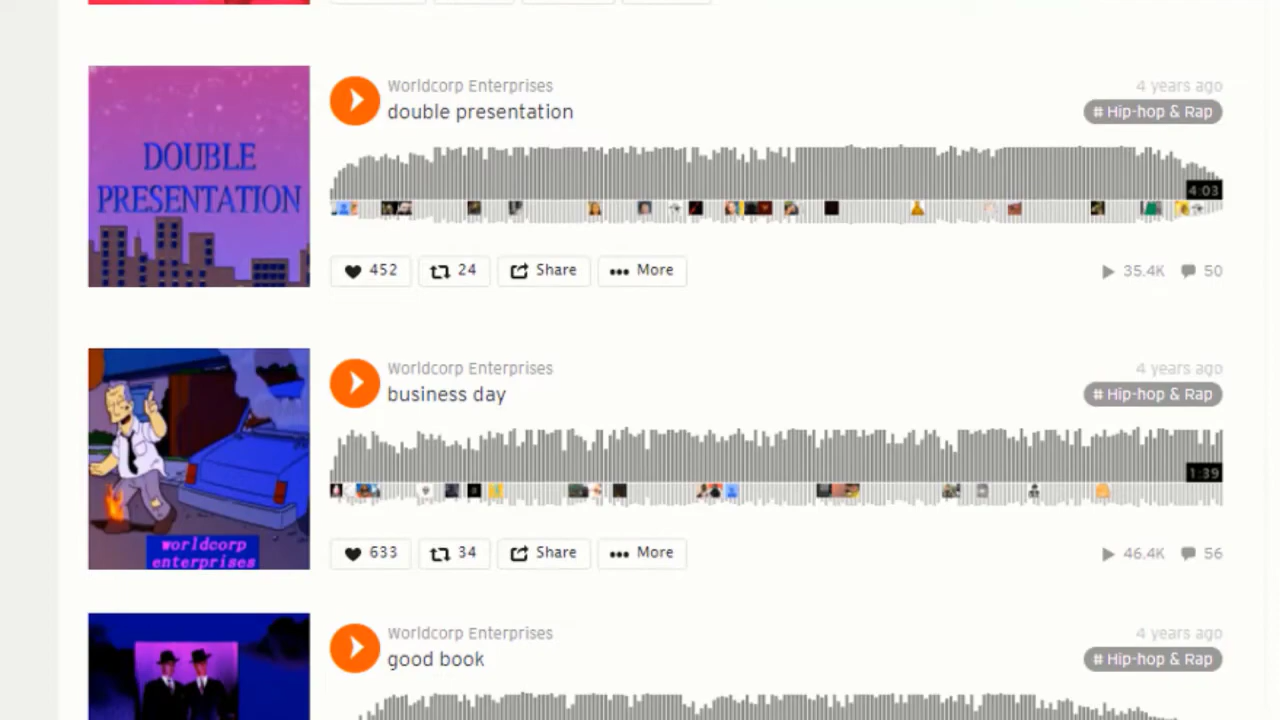 DOUBLE
PRESENTATION
Worldcorp Enterprises
double presentation
4 years ago
# Hip-hop & Rap
4:03
452
24
Share
More
35.4K
50
worldcorp
enterprises
Worldcorp Enterprises
business day
4 years ago
# Hip-hop & Rap
1:39
633
34
Share
More
46.4K
56
Worldcorp Enterprises
good book
4 years ago
# Hip-hop & Rap